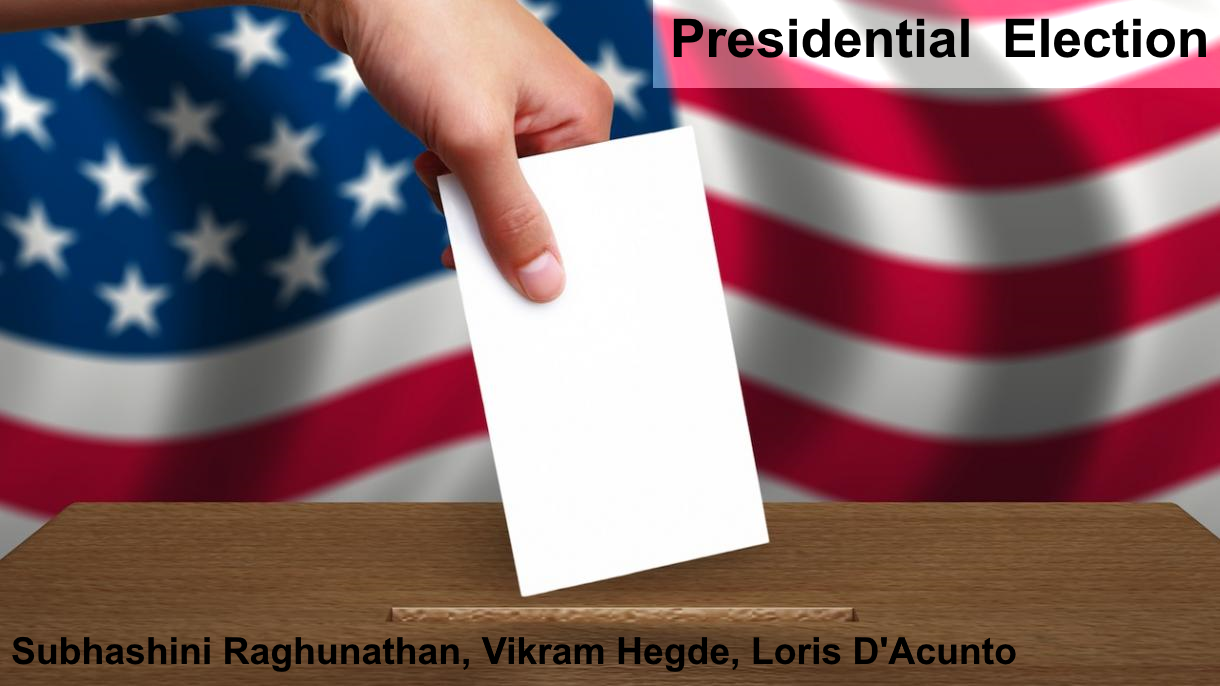 Presidential Election
Subhashini Raghunathan, Vikram Hegde, Loris D'Acunto